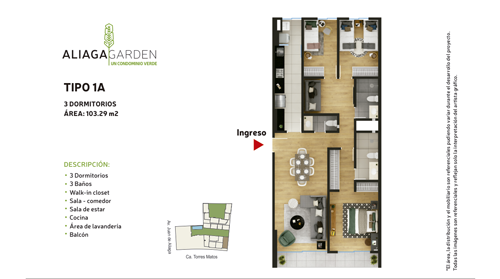 ALIAGAGARDEN
UN CONDOMINIO VERDE
TIPO 1A
3 DORMITORIOS
ÁREA: 103.29 m2
DESCRIPCIÓN:
• 3 Dormitorios
• 3 Baños
• Walk-in closet
• Sala - comedor
• Sala de estar
• Cocina
• Área de lavandería
• Balcón
Ingreso
Av. Juan de Aliaga
Ca. Torres Matos
*El área, la distribución y el mobiliario son referenciales pudiendo variar durante el desarrollo del proyecto.
Todas las imágenes son referenciales y reflejan solo la interpretación del artista gráfico.